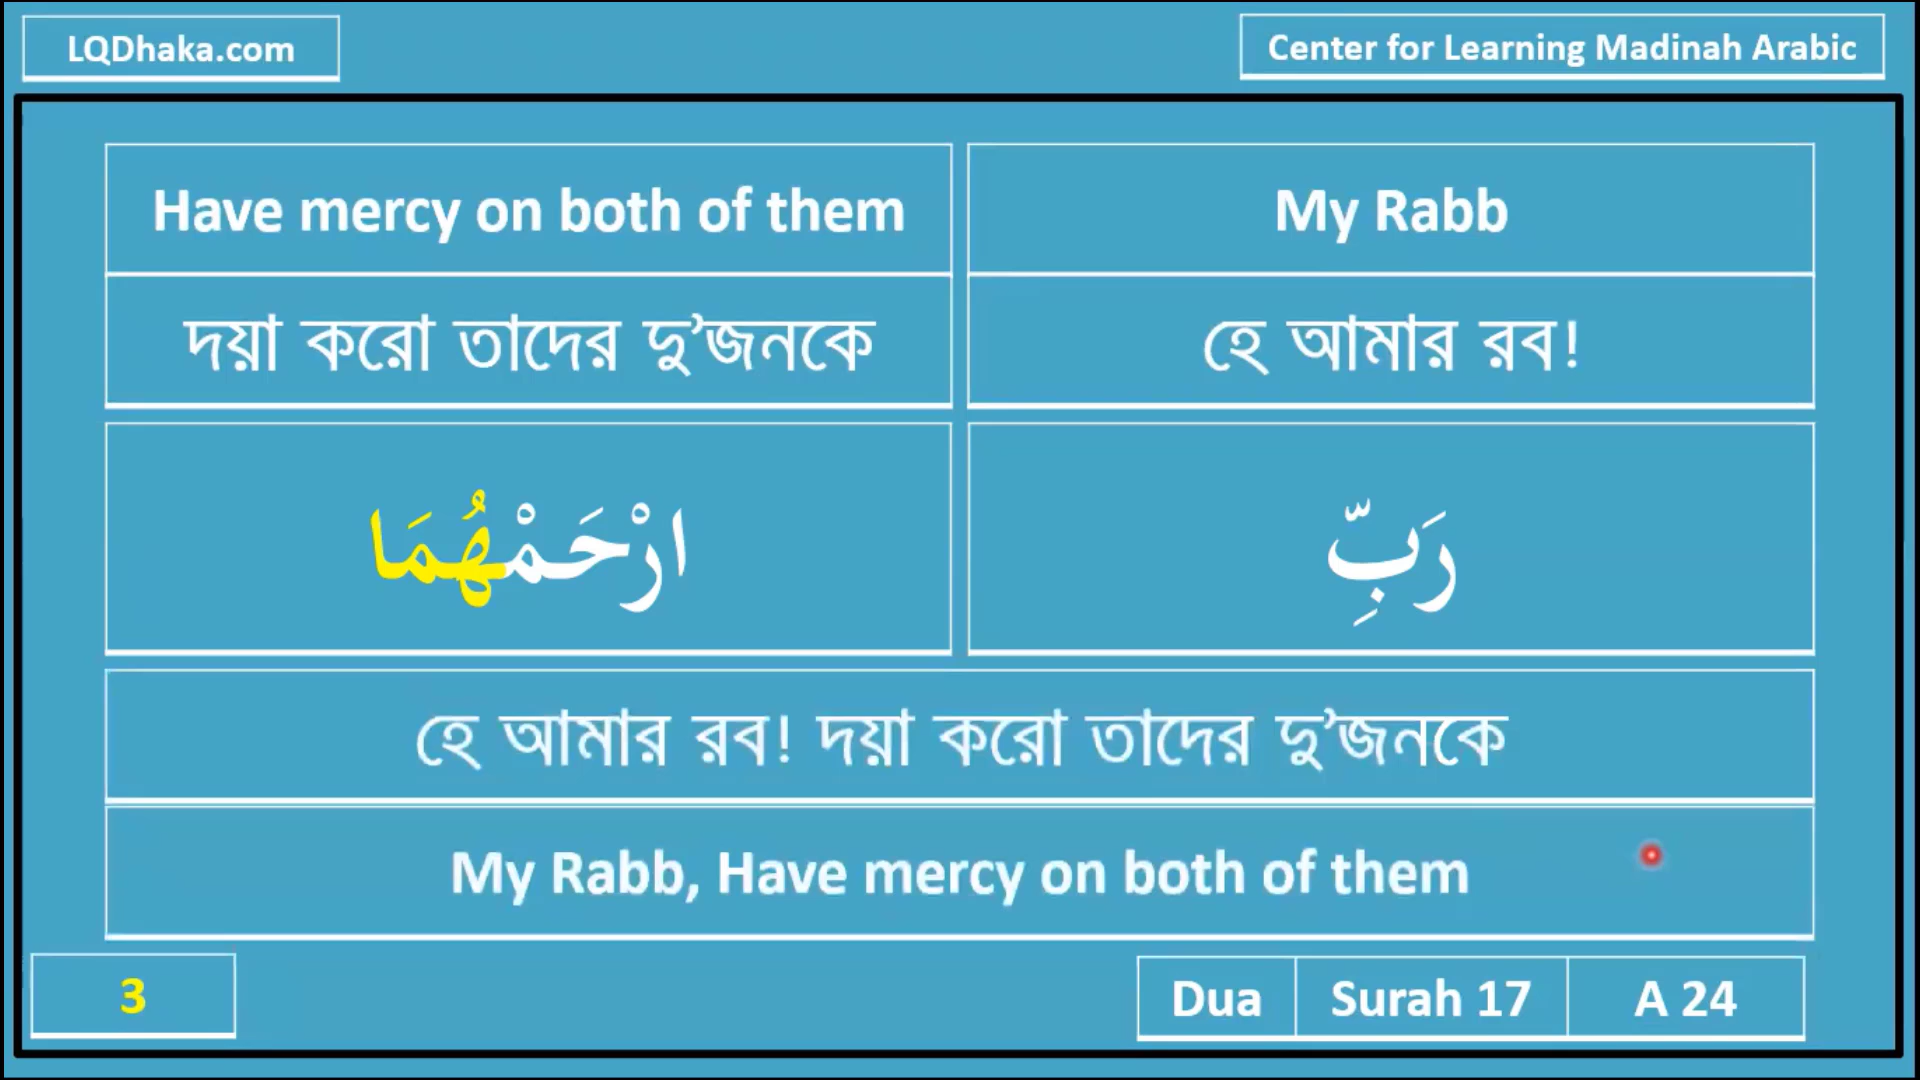 LQDhaka.com
Center for Learning Madinah Arabic
Have mercy on both of them
My Rabb
দয়া করো তাদের দু’জনকে
হে আমার রব!
ارْحَمْهُمَا
رَبِّ
হে আমার রব! দয়া করো তাদের দু’জনকে
My Rabb, Have mercy on both of them
3
Dua
Surah 17
A 24